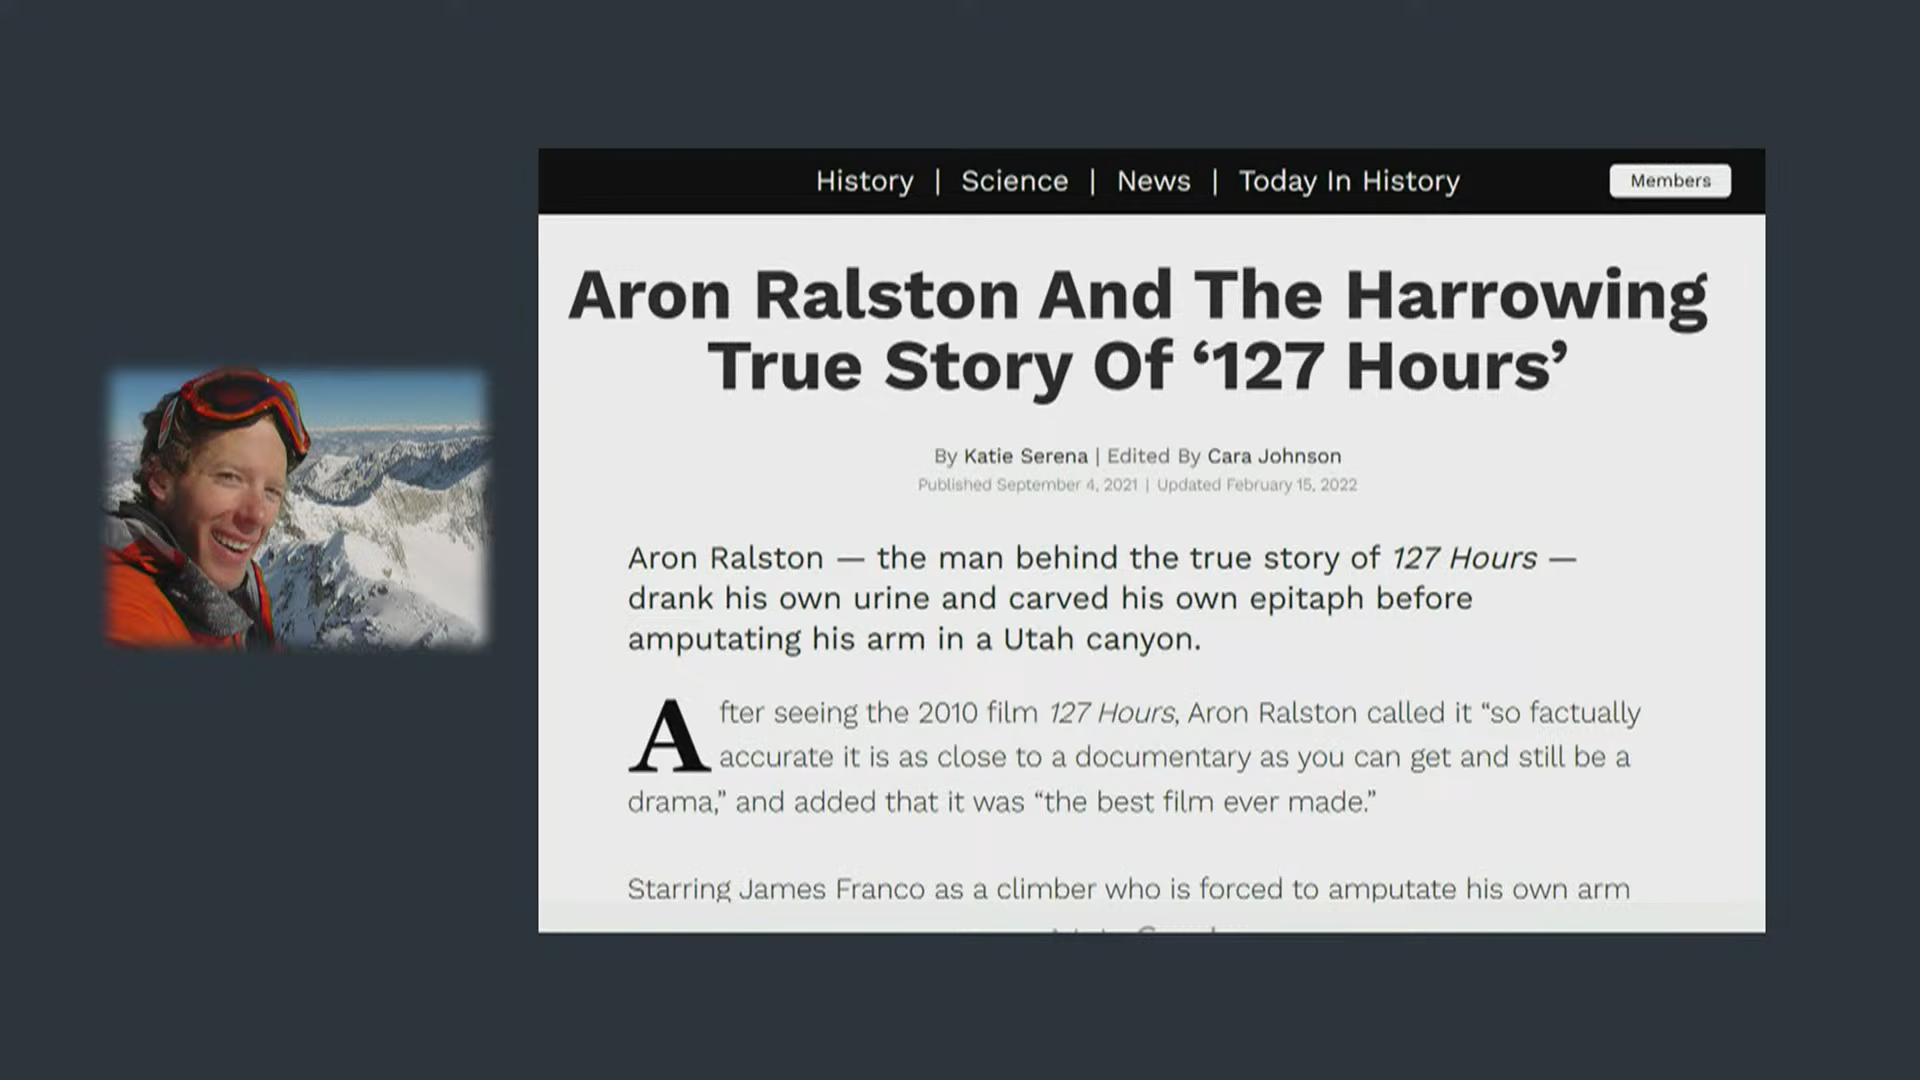 History | Science | News | Today In History
Members
Aron Ralston And The Harrowing
True Story Of ‘127 Hours’
By Katie Serena | Edited By Cara Johnson
Published September 4, 2021 | Updated February 15, 2022
Aron Ralston — the man behind the true story of 127 Hours —
drank his own urine and carved his own epitaph before
amputating his arm in a Utah canyon.
After seeing the 2010 film 127 Hours, Aron Ralston called it “so factually
accurate it is as close to a documentary as you can get and still be a
drama,” and added that it was “the best film ever made.”
Starring James Franco as a climber who is forced to amputate his own arm